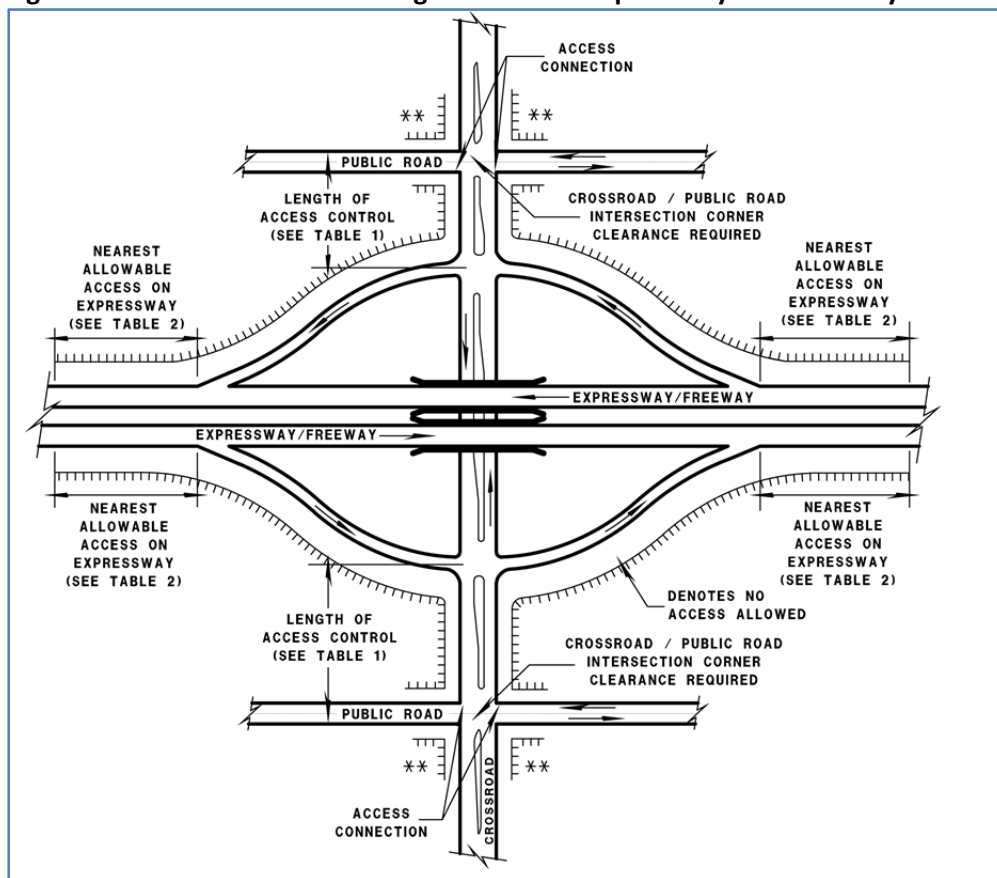 ACCESS
CONNECTION
**
**
PUBLIC ROAD
LENGTH OF
ACCESS CONTROL
(SEE TABLE 1)
CROSSROAD / PUBLIC ROAD
INTERSECTION CORNER
CLEARANCE REQUIRED
NEAREST
ALLOWABLE
ACCESS ON
EXPRESSWAY
(SEE TABLE 2)
NEAREST
ALLOWABLE
ACCESS ON
EXPRESSWAY
(SEE TABLE 2)
EXPRESSWAY/FREEWAY
EXPRESSWAY/FREEWAY
NEAREST
ALLOWABLE
ACCESS ON
EXPRESSWAY
(SEE TABLE 2)
NEAREST
ALLOWABLE
ACCESS ON
EXPRESSWAY
(SEE TABLE 2)
DENOTES NO
ACCESS ALLOWED
LENGTH OF
ACCESS CONTROL
(SEE TABLE 1)
CROSSROAD / PUBLIC ROAD
INTERSECTION CORNER
CLEARANCE REQUIRED
PUBLIC ROAD
**
**
CROSSROAD
ACCESS
CONNECTION